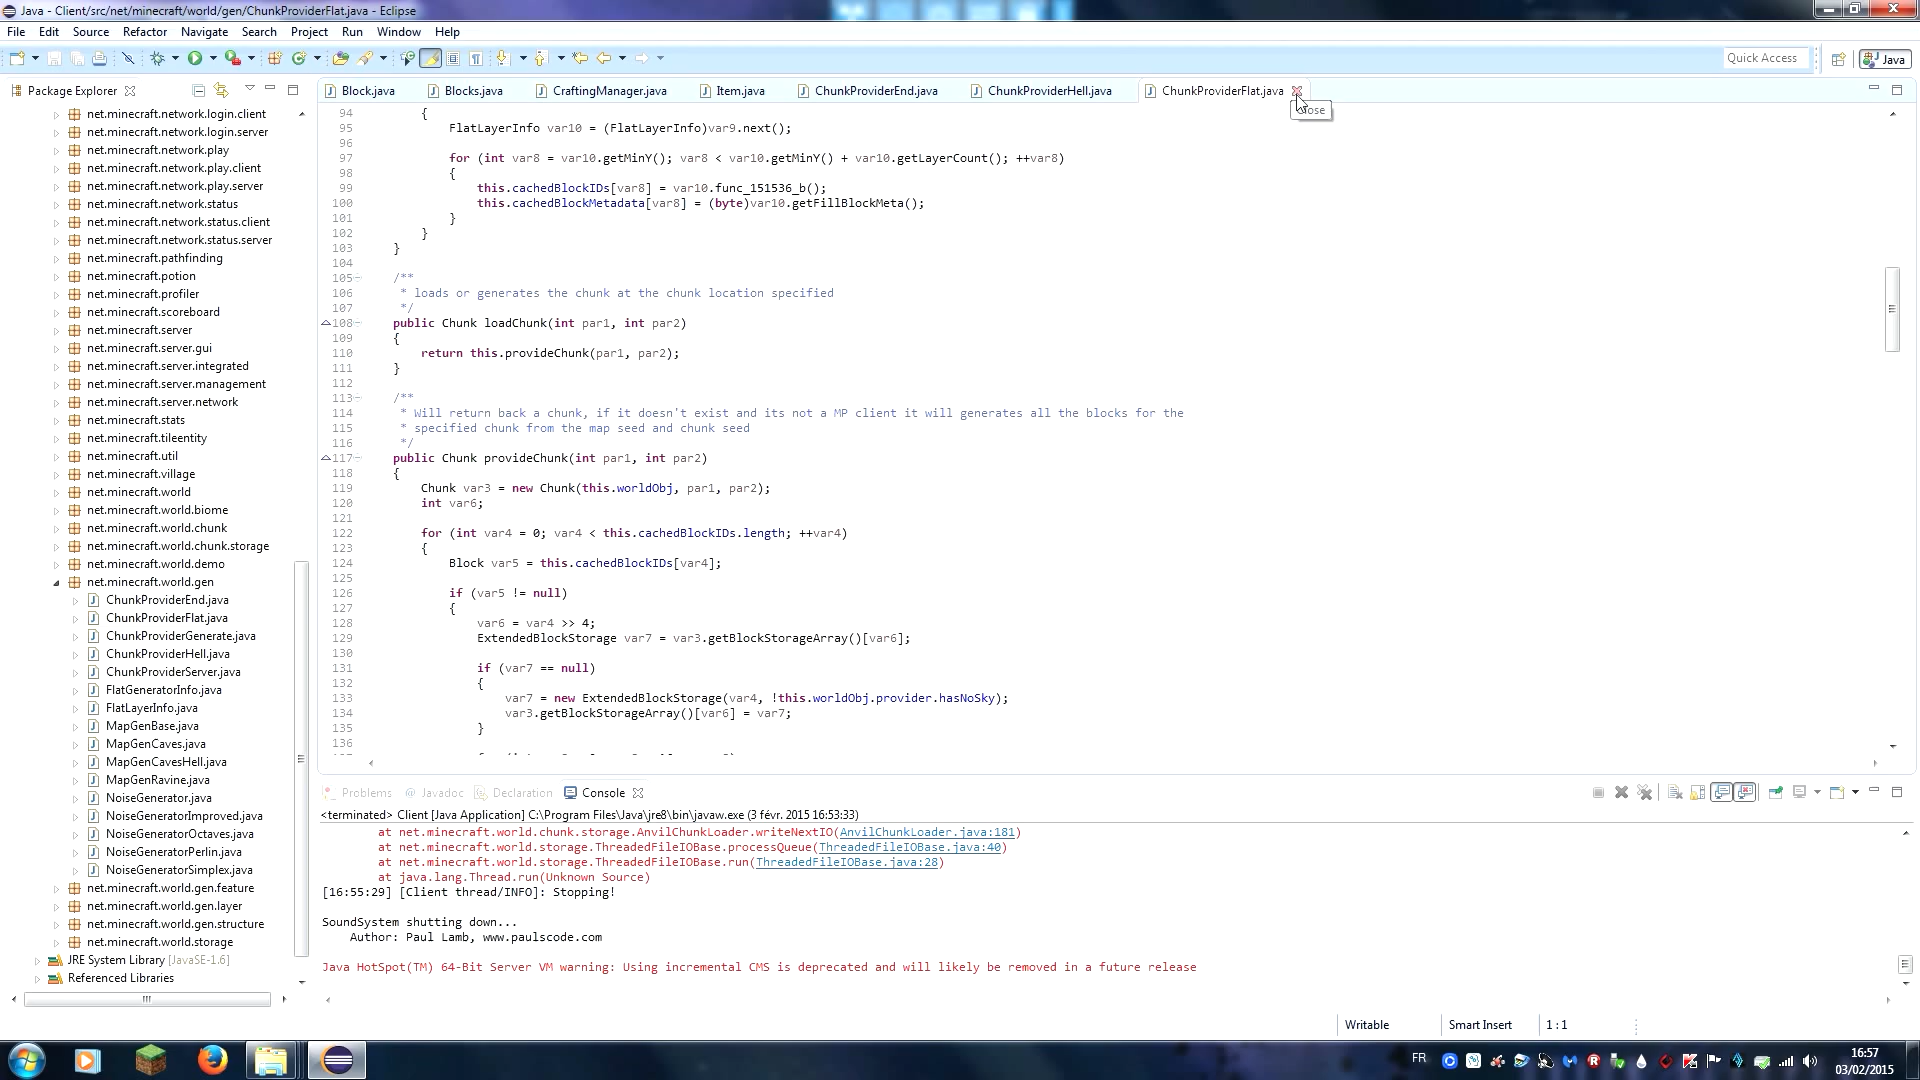 Java - Client/src/net/minecraft/world/gen/ChunkProviderFlat.java - Eclipse
File Edit Source Refactor Navigate Search Project Run Window Help
Quick Access
Java
Package Explorer
net.minecraft.network.login.client
net.minecraft.network.login.server
net.minecraft.network.play
net.minecraft.network.play.client
net.minecraft.network.play.server
net.minecraft.network.status
net.minecraft.network.status.client
net.minecraft.network.status.server
net.minecraft.pathfinding
net.minecraft.potion
net.minecraft.profiler
net.minecraft.scoreboard
net.minecraft.server
net.minecraft.server.gui
net.minecraft.server.integrated
net.minecraft.server.management
net.minecraft.server.network
net.minecraft.stats
net.minecraft.tileentity
net.minecraft.util
net.minecraft.village
net.minecraft.world
net.minecraft.world.biome
net.minecraft.world.chunk
net.minecraft.world.chunk.storage
net.minecraft.world.demo
net.minecraft.world.gen
ChunkProviderEnd.java
ChunkProviderFlat.java
ChunkProviderGenerate.java
ChunkProviderHell.java
ChunkProviderServer.java
FlatGeneratorInfo.java
FlatLayerInfo.java
MapGenBase.java
MapGenCaves.java
MapGenCavesHell.java
MapGenRavine.java
NoiseGenerator.java
NoiseGeneratorImproved.java
NoiseGeneratorOctaves.java
NoiseGeneratorPerlin.java
NoiseGeneratorSimplex.java
net.minecraft.world.gen.feature
net.minecraft.world.gen.layer
net.minecraft.world.gen.structure
net.minecraft.world.storage
JRE System Library [JavaSE-1.6]
Referenced Libraries
Block.java Blocks.java CraftingManager.java Item.java ChunkProviderEnd.java ChunkProviderHell.java ChunkProviderFlat.java
94 {
95 FlatLayerInfo var10 = (FlatLayerInfo)var9.next();
96
97 for (int var8 = var10.getMinY(); var8 < var10.getMinY() + var10.getLayerCount(); ++var8)
98 {
99 this.cachedBlockIDs[var8] = var10.func_151536_b();
100 this.cachedBlockMetadata[var8] = (byte)var10.getFillBlockMeta();
101 }
102 }
103 }
104
105 /**
106 * loads or generates the chunk at the chunk location specified
107 */
108 public Chunk loadChunk(int par1, int par2)
109 {
110 return this.provideChunk(par1, par2);
111 }
112
113 /**
114 * Will return back a chunk, if it doesn't exist and its not a MP client it will generates all the blocks for the
115 * specified chunk from the map seed and chunk seed
116 */
117 public Chunk provideChunk(int par1, int par2)
118 {
119 Chunk var3 = new Chunk(this.worldObj, par1, par2);
120 int var6;
121
122 for (int var4 = 0; var4 < this.cachedBlockIDs.length; ++var4)
123 {
124 Block var5 = this.cachedBlockIDs[var4];
125
126 if (var5 != null)
127 {
128 var6 = var4 >> 4;
129 ExtendedBlockStorage var7 = var3.getBlockStorageArray()[var6];
130
131 if (var7 == null)
132 {
133 var7 = new ExtendedBlockStorage(var4, !this.worldObj.provider.hasNoSky);
134 var3.getBlockStorageArray()[var6] = var7;
135 }
136
Problems Javadoc Declaration Console
<terminated> Client [Java Application] C:\Program Files\Java\jre8\bin\javaw.exe (3 févr. 2015 16:53:33)
at net.minecraft.world.chunk.storage.AnvilChunkLoader.writeNextIO(AnvilChunkLoader.java:181)
at net.minecraft.world.storage.ThreadedFileIOBase.processQueue(ThreadedFileIOBase.java:40)
at net.minecraft.world.storage.ThreadedFileIOBase.run(ThreadedFileIOBase.java:28)
at java.lang.Thread.run(Unknown Source)
[16:55:29] [Client thread/INFO]: Stopping!
SoundSystem shutting down...
Author: Paul Lamb, www.paulscode.com
Java HotSpot(TM) 64-Bit Server VM warning: Using incremental CMS is deprecated and will likely be removed in a future release
Writable Smart Insert 1 : 1
FR
16:57
03/02/2015